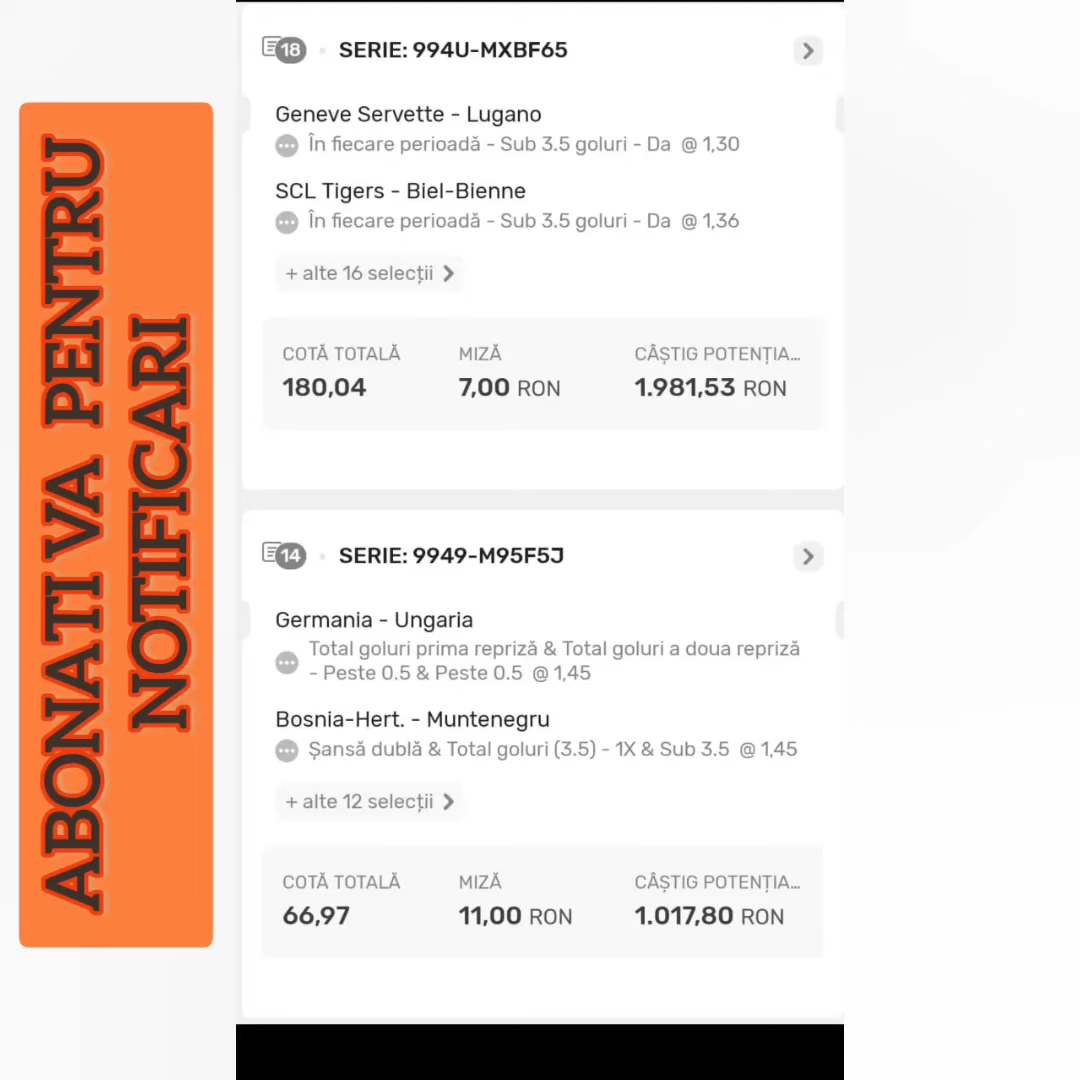 ABONATI VA PENTRU
NOTIFICARI
18 SERIE: 994U-MXBF65
Geneve Servette - Lugano
În fiecare perioadă - Sub 3.5 goluri - Da @ 1,30
SCL Tigers - Biel-Bienne
În fiecare perioadă - Sub 3.5 goluri - Da @ 1,36
+ alte 16 selecții
COTĂ TOTALĂ MIZĂ CÂȘTIG POTENȚIA...
180,04 7,00 RON 1.981,53 RON
14 SERIE: 9949-M95F5J
Germania - Ungaria
Total goluri prima repriză & Total goluri a doua repriză
- Peste 0.5 & Peste 0.5 @ 1,45
Bosnia-Hert. - Muntenegru
Șansă dublă & Total goluri (3.5) - 1X & Sub 3.5 @ 1,45
+ alte 12 selecții
COTĂ TOTALĂ MIZĂ CÂȘTIG POTENȚIA...
66,97 11,00 RON 1.017,80 RON